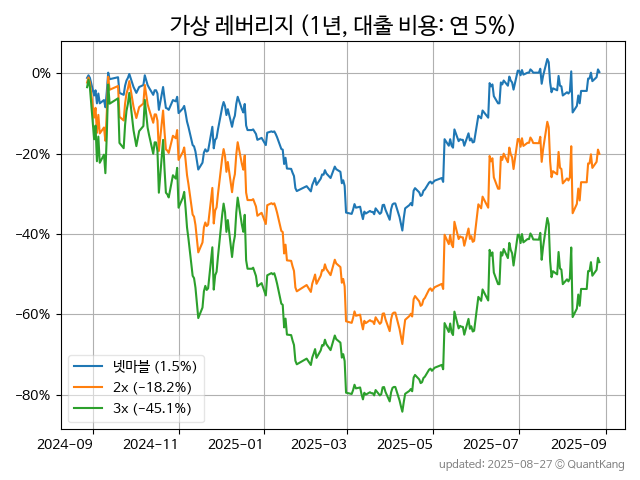 가상 레버리지 (1년, 대출 비용: 연 5%)
0%
−20%
−40%
−60%
−80%
넷마블 (1.5%)
2x (−18.2%)
3x (−45.1%)
2024-09 2024-11 2025-01 2025-03 2025-05 2025-07 2025-09
updated: 2025-08-27 © QuantKang